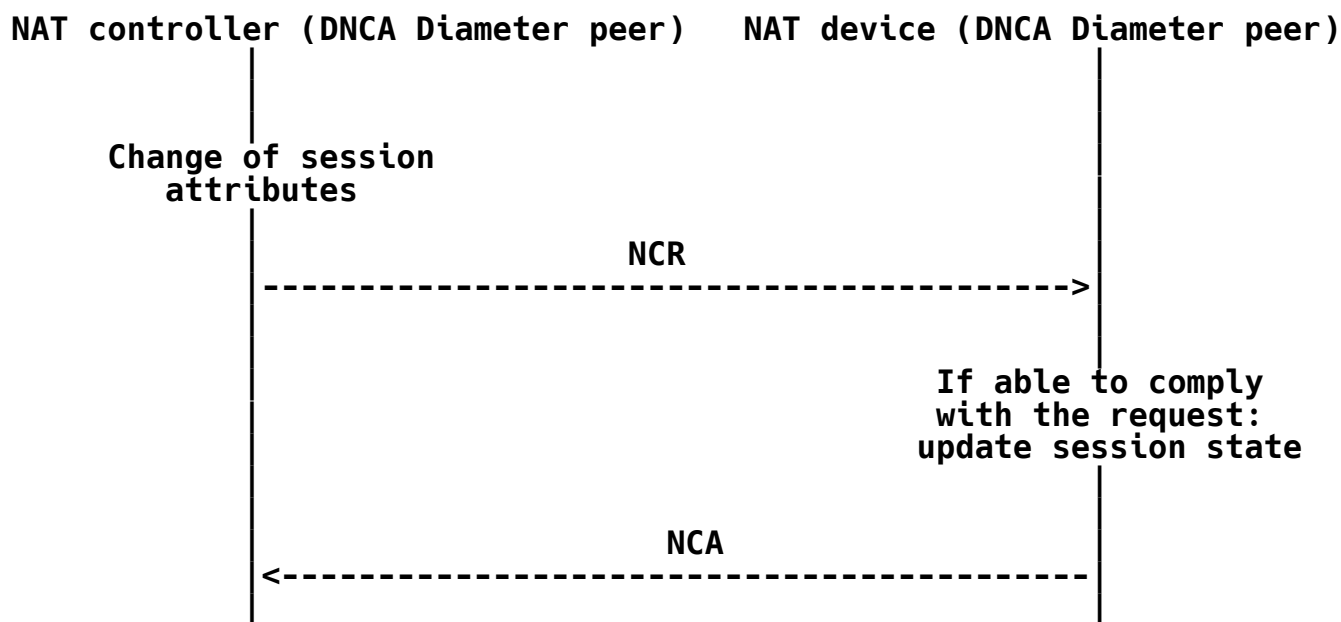 NAT controller (DNCA Diameter peer) NAT device (DNCA Diameter peer)
Change of session
attributes
NCR
If able to comply
with the request:
update session state
NCA